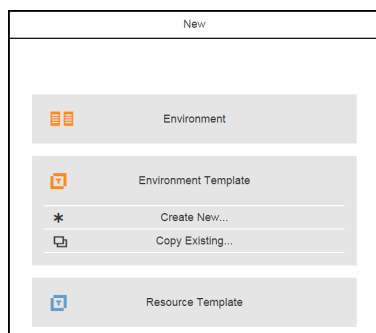 New
Environment
Environment Template
Create New...
Copy Existing...
Resource Template